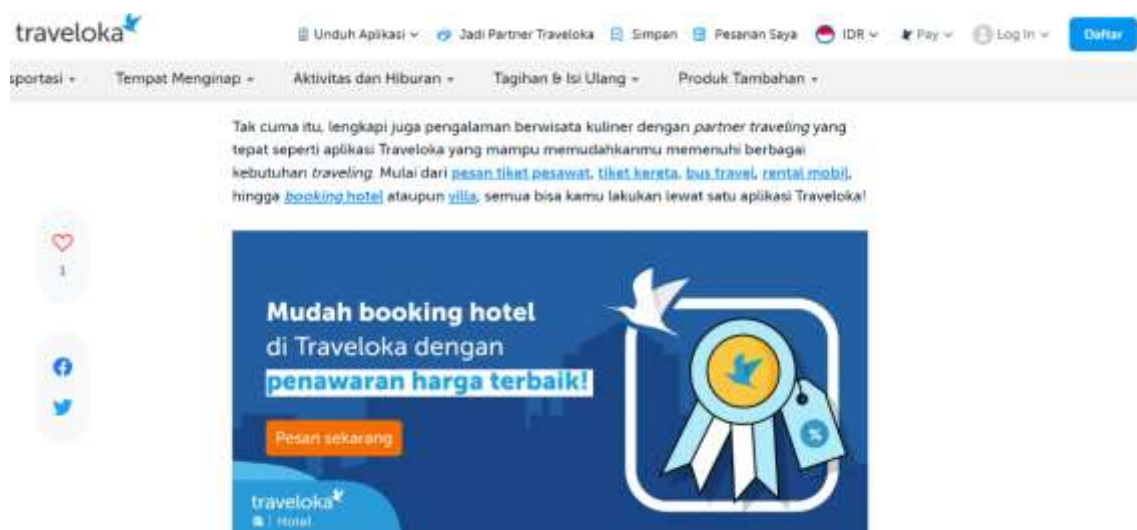 traveloka
Unduh Aplikasi Jadi Partner Traveloka Simpan Pesanan Saya IDR Pay Log In Daftar
sportasi Tempat Menginap Aktivitas dan Hiburan Tagihan & Isi Ulang Produk Tambahan
Tak cuma itu, lengkapi juga pengalaman berwisata kuliner dengan partner traveling yang
tepat seperti aplikasi Traveloka yang mampu memudahkanmu memenuhi berbagai
kebutuhan traveling. Mulai dari pesan tiket pesawat, tiket kereta, bus travel, rental mobil,
hingga booking hotel ataupun villa, semua bisa kamu lakukan lewat satu aplikasi Traveloka!
1
Mudah booking hotel
di Traveloka dengan
penawaran harga terbaik!
Pesan sekarang
traveloka
Hotel
%